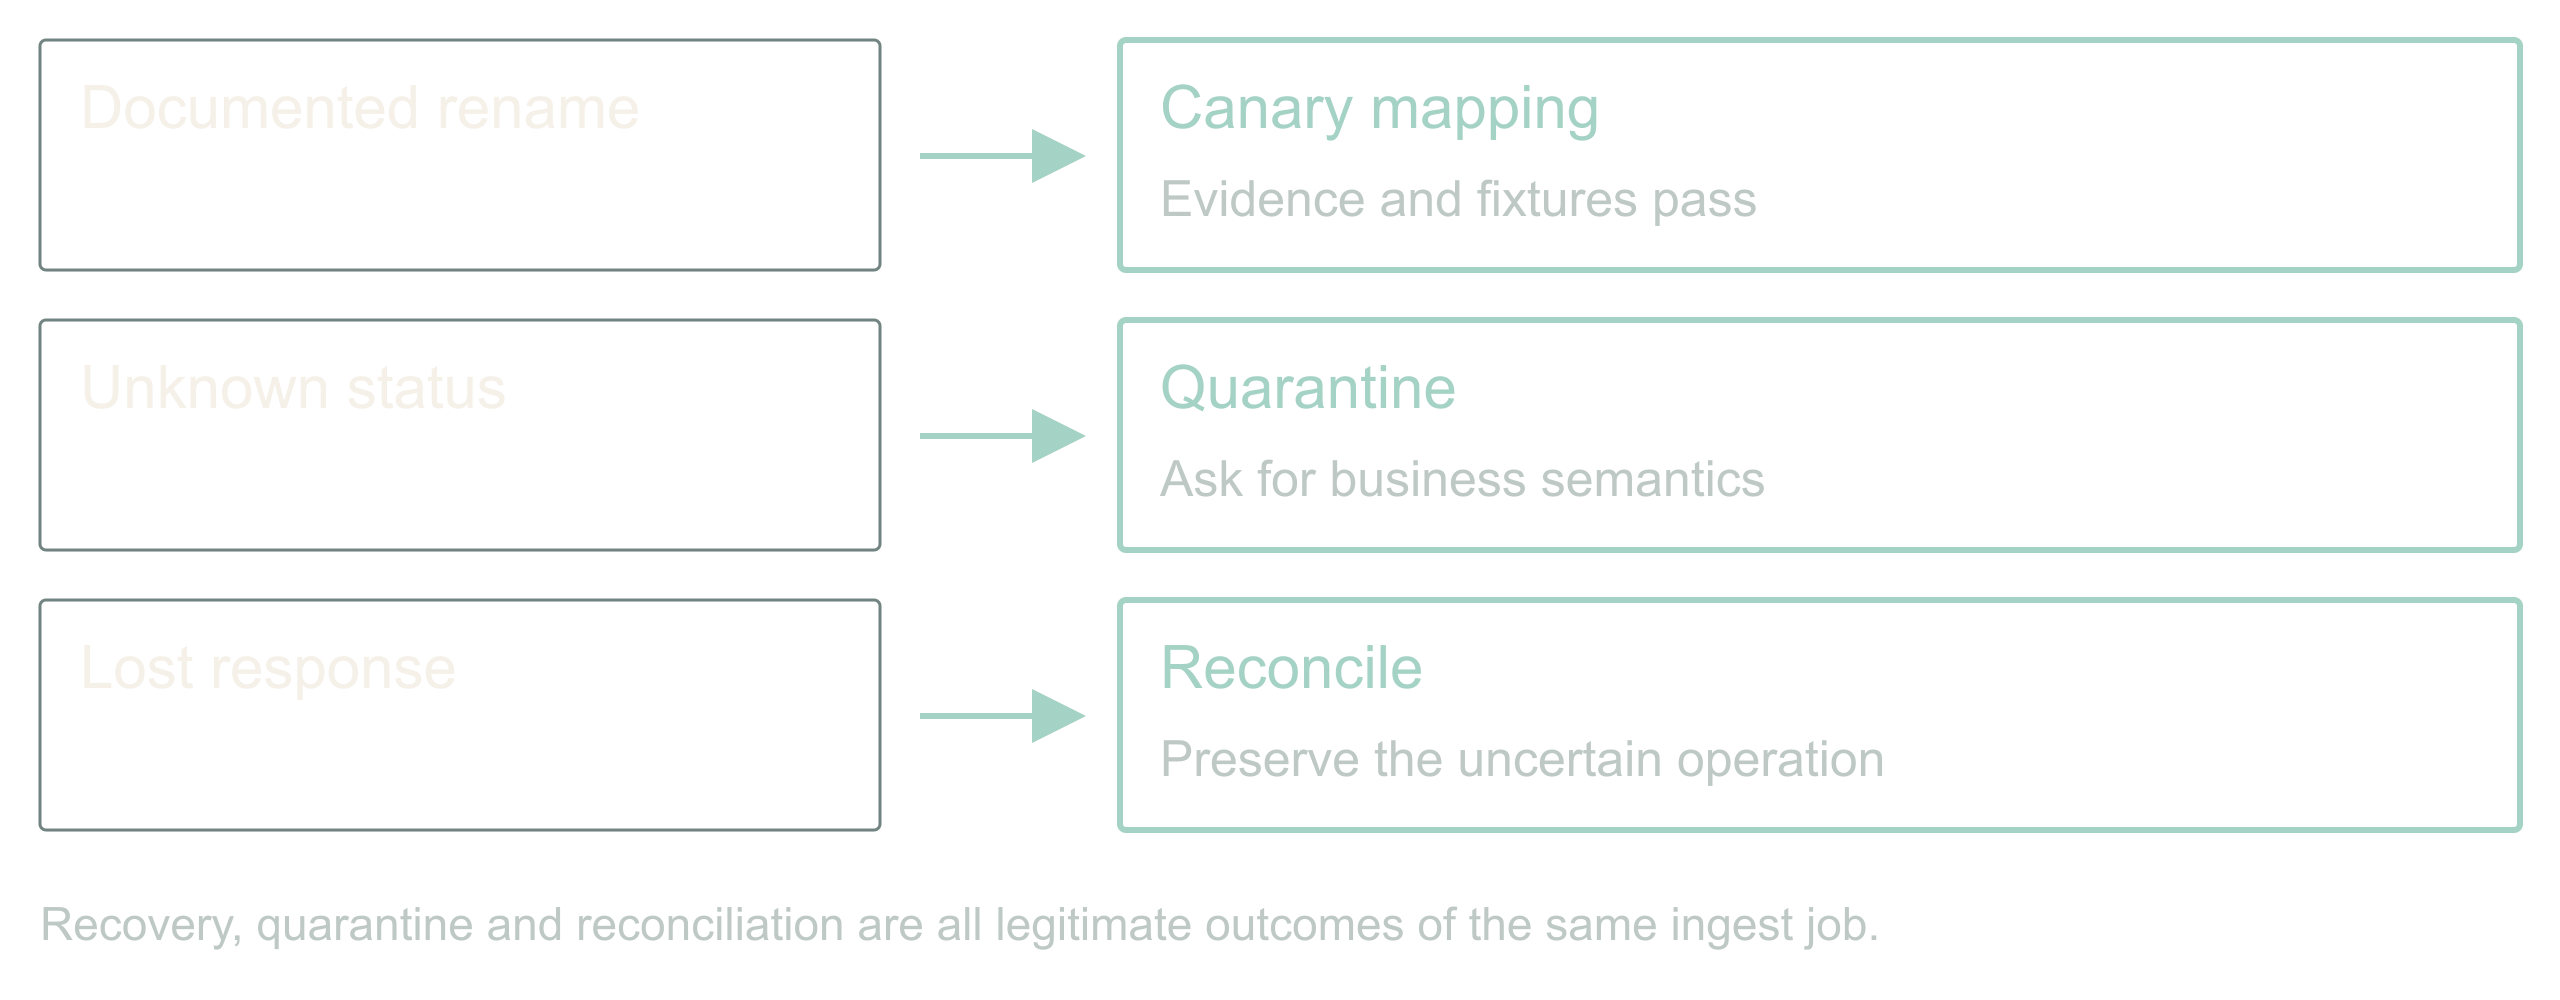 Documented rename
Canary mapping
Evidence and fixtures pass
Unknown status
Quarantine
Ask for business semantics
Lost response
Reconcile
Preserve the uncertain operation
Recovery, quarantine and reconciliation are all legitimate outcomes of the same ingest job.